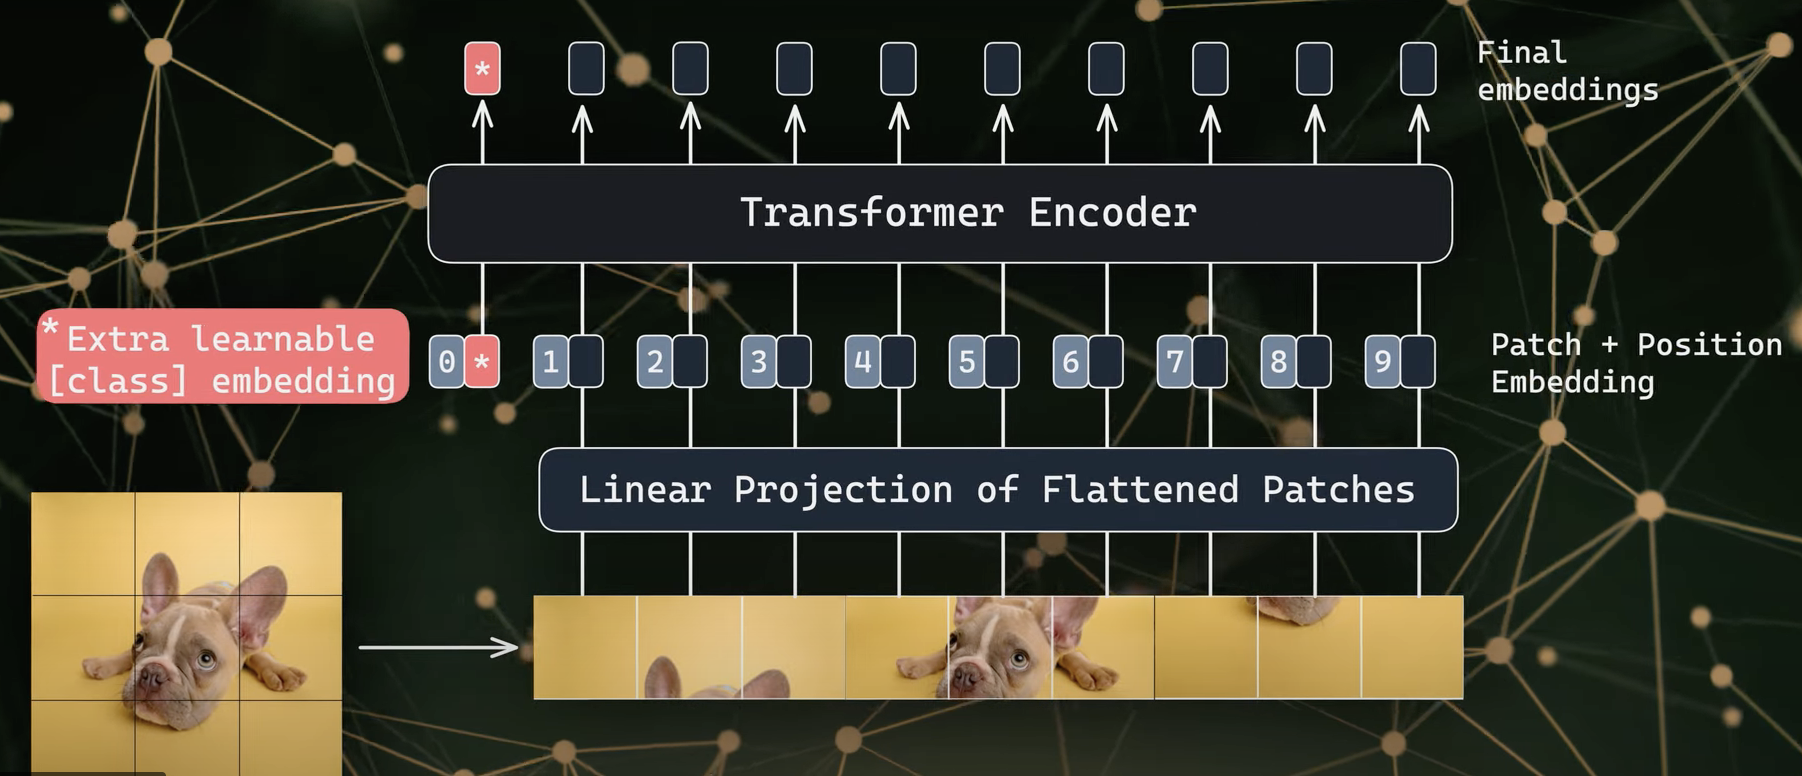 *
Final
embeddings
Transformer Encoder
*Extra learnable
[class] embedding
0 * 1 2 3 4 5 6 7 8 9
Patch + Position
Embedding
Linear Projection of Flattened Patches